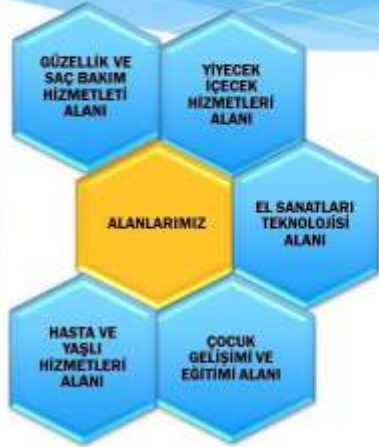 GÜZELLİK VE
SAÇ BAKIM
HİZMETLETİ
ALANI
YİYECEK
İÇECEK
HİZMETLERİ
ALANI
ALANLARIMIZ
EL SANATLARI
TEKNOLOJİSİ
ALANI
HASTA VE
YAŞLI
HİZMETLERİ
ALANI
ÇOCUK
GELİŞİMİ VE
EĞİTİMİ ALANI